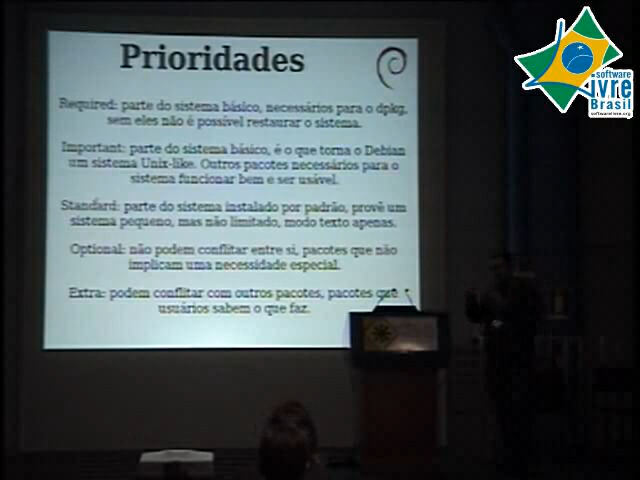 Prioridades
Required: parte do sistema básico, necessários para o dpkg,
sem eles não é possível restaurar o sistema.
Important: parte do sistema básico, é o que torna o Debian
um sistema Unix-like. Outros pacotes necessários para o
sistema funcionar bem e ser usável.
Standard: parte do sistema instalado por padrão, provê um
sistema pequeno, mas não limitado, modo texto apenas.
Optional: não podem conflitar entre si, pacotes que não
implicam uma necessidade especial.
Extra: podem conflitar com outros pacotes, pacotes que
usuários sabem o que faz.
software
livre
Brasil
softwarelivre.org